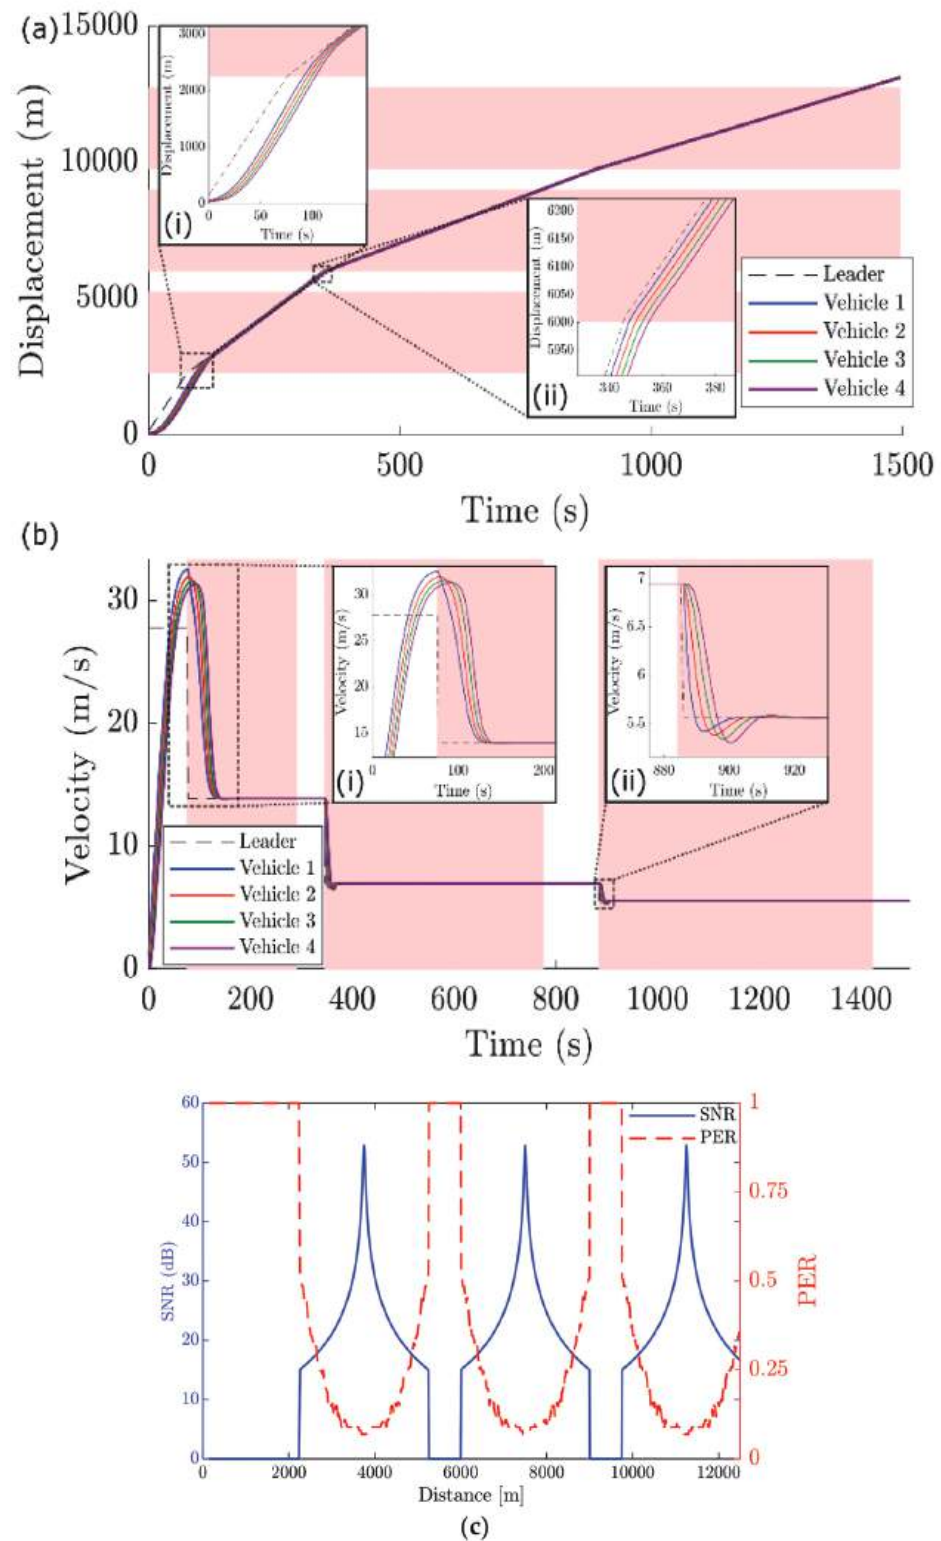 (a)
15000
10000
5000
0
Displacement (m)
0 500 1000 1500
Time (s)
3000
2000
1000
0
Displacement (m)
0 50 100
Time (s)
(i)
6200
6150
6100
6050
6000
5950
Displacement (m)
340 360 380
Time (s)
(ii)
Leader
Vehicle 1
Vehicle 2
Vehicle 3
Vehicle 4
(b)
30
20
10
0
Velocity (m/s)
0 200 400 600 800 1000 1200 1400
Time (s)
30
25
20
15
Velocity (m/s)
0 100 200
Time (s)
(i)
7
6.5
6
5.5
Velocity (m/s)
880 900 920
Time (s)
(ii)
Leader
Vehicle 1
Vehicle 2
Vehicle 3
Vehicle 4
60
50
40
30
20
10
0
SNR (dB)
1
0.75
0.5
0.25
0
PER
SNR
PER
0 2000 4000 6000 8000 10000 12000
Distance [m]
(c)